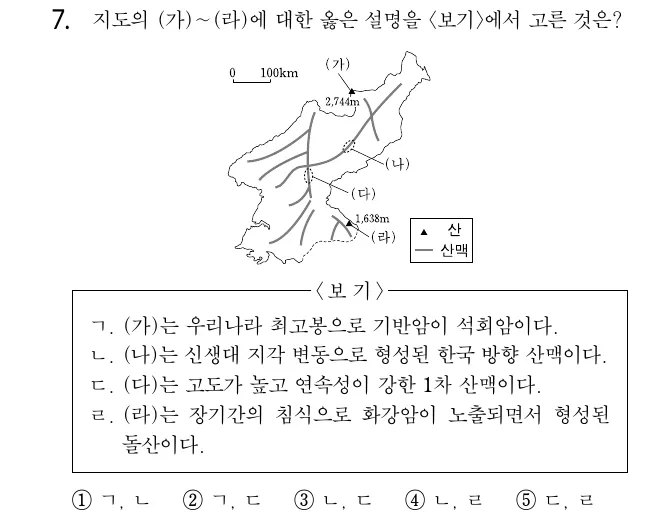 7. 지도의 (가)~(라)에 대한 옳은 설명을 〈보기〉에서 고른 것은?
0 100km
(가)
2,744m
(나)
(다)
1,638m
(라)
▲ 산
산맥
〈보 기〉
ㄱ. (가)는 우리나라 최고봉으로 기반암이 석회암이다.
ㄴ. (나)는 신생대 지각 변동으로 형성된 한국 방향 산맥이다.
ㄷ. (다)는 고도가 높고 연속성이 강한 1차 산맥이다.
ㄹ. (라)는 장기간의 침식으로 화강암이 노출되면서 형성된
돌산이다.
① ㄱ, ㄴ ② ㄱ, ㄷ ③ ㄴ, ㄷ ④ ㄴ, ㄹ ⑤ ㄷ, ㄹ